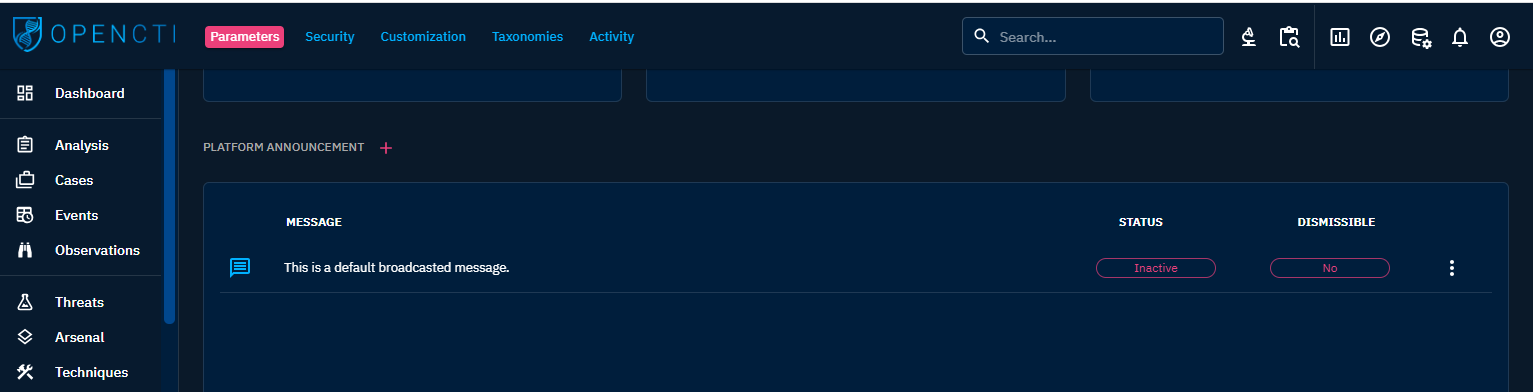 OPENCTI
Parameters Security Customization Taxonomies Activity
Search...
Dashboard
Analysis
Cases
Events
Observations
Threats
Arsenal
Techniques
PLATFORM ANNOUNCEMENT +
MESSAGE STATUS DISMISSIBLE
This is a default broadcasted message. Inactive No